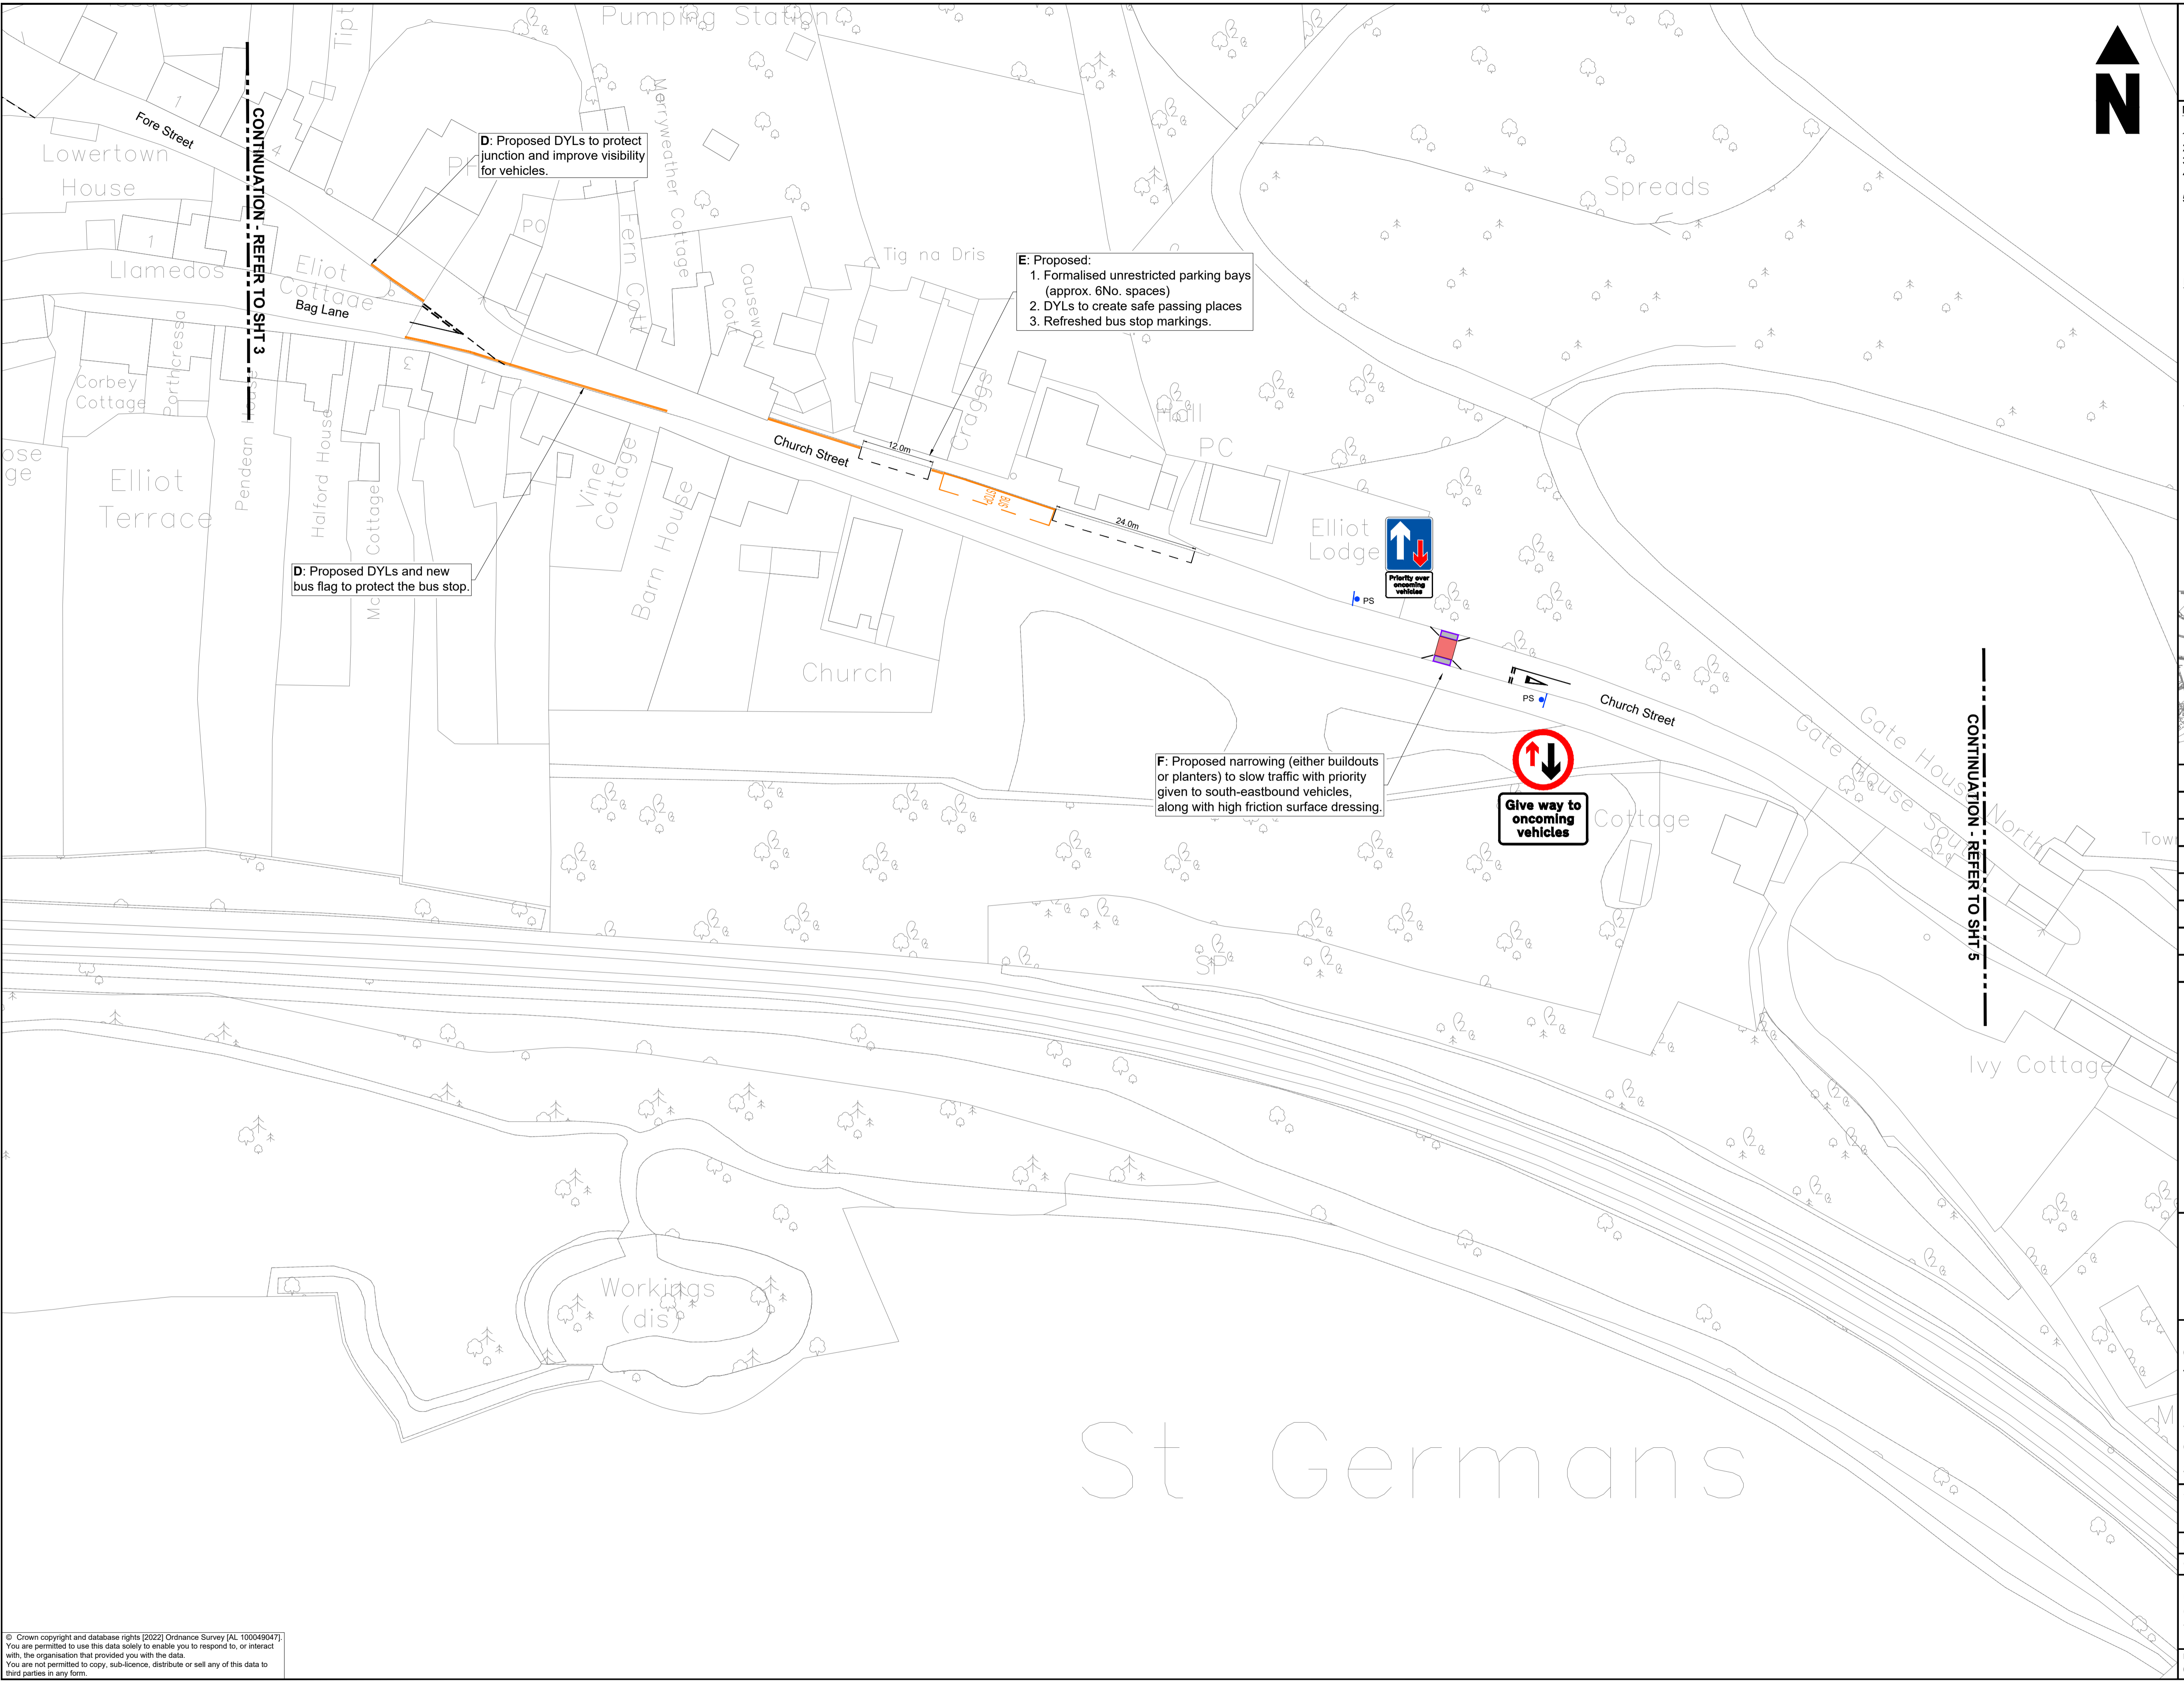 Pumping Station
Tipt
N
Fore Street
1
4
Lowertown
House
CONTINUATION - REFER TO SHT 3
D: Proposed DYLs to protect
junction and improve visibility
for vehicles.
PH
PO
Merryweather Cottage
Fern Cott
Causeway
Cott
Tig na Dris
Spreads
1
Llamedos
Eliot
Cottage
Bag Lane
E: Proposed:
1. Formalised unrestricted parking bays
(approx. 6No. spaces)
2. DYLs to create safe passing places
3. Refreshed bus stop markings.
Corbey
Cottage
Porthcressa
Pendean House
Halford House
3
1
Craggs
Hall
PC
Church Street
12.0m
BUS
STOP
24.0m
Elliot
Terrace
Vine
Cottage
Barn House
Elliot
Lodge
Priority over
oncoming
vehicles
PS
D: Proposed DYLs and new
bus flag to protect the bus stop.
Cottage
Church
PS
Church Street
F: Proposed narrowing (either buildouts
or planters) to slow traffic with priority
given to south-eastbound vehicles,
along with high friction surface dressing.
Give way to
oncoming
vehicles
Cottage
Gate House South
Gate House North
CONTINUATION - REFER TO SHT 5
Tow
SP
Ivy Cottage
Workings
(dis)
St Germans
© Crown copyright and database rights [2022] Ordnance Survey [AL 100049047].
You are permitted to use this data solely to enable you to respond to, or interact
with, the organisation that provided you with the data.
You are not permitted to copy, sub-licence, distribute or sell any of this data to
third parties in any form.